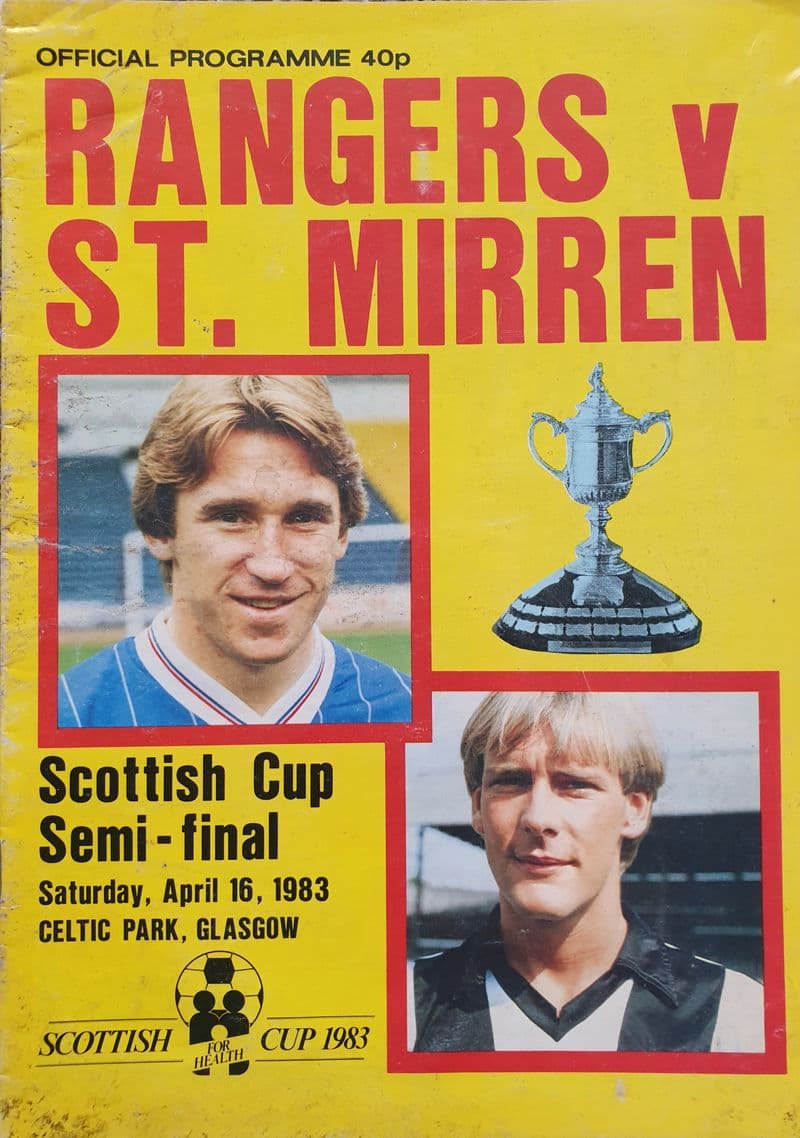 OFFICIAL PROGRAMME 40p
RANGERS v
ST. MIRREN
Scottish Cup
Semi-final
Saturday, April 16, 1983
CELTIC PARK, GLASGOW
SCOTTISH FOR HEALTH CUP 1983